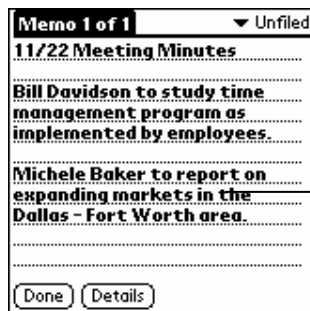 Memo 1 of 1 Unfiled
11/22 Meeting Minutes
Bill Davidson to study time
management program as
implemented by employees.
Michele Baker to report on
expanding markets in the
Dallas - Fort Worth area.
Done Details